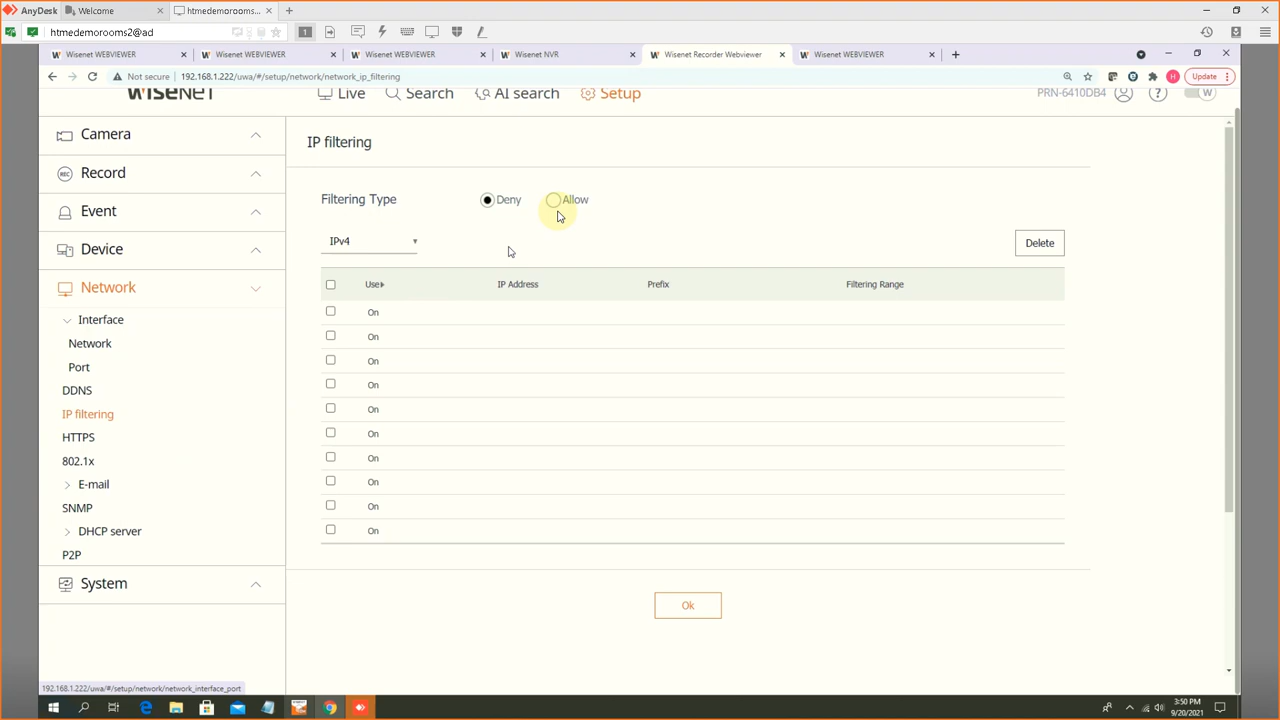 AnyDesk
Welcome
htmedemorooms...
htmedemorooms2@ad
1
Wisenet WEBVIEWER
Wisenet WEBVIEWER
Wisenet WEBVIEWER
Wisenet NVR
Wisenet Recorder Webviewer
Wisenet WEBVIEWER
Not secure
192.168.1.222/uwa/#/setup/network/network_ip_filtering
H
Update
WISENET
Live
Search
AI search
Setup
PRN-6410DB4
W
Camera
Record
Event
Device
Network
Interface
Network
Port
DDNS
IP filtering
HTTPS
802.1x
E-mail
SNMP
DHCP server
P2P
System
IP filtering
Filtering Type
Deny
Allow
IPv4
Delete
Use
IP Address
Prefix
Filtering Range
On
On
On
On
On
On
On
On
On
On
Ok
192.168.1.222/uwa/#/setup/network/network_interface_port
3:50 PM
9/20/2021